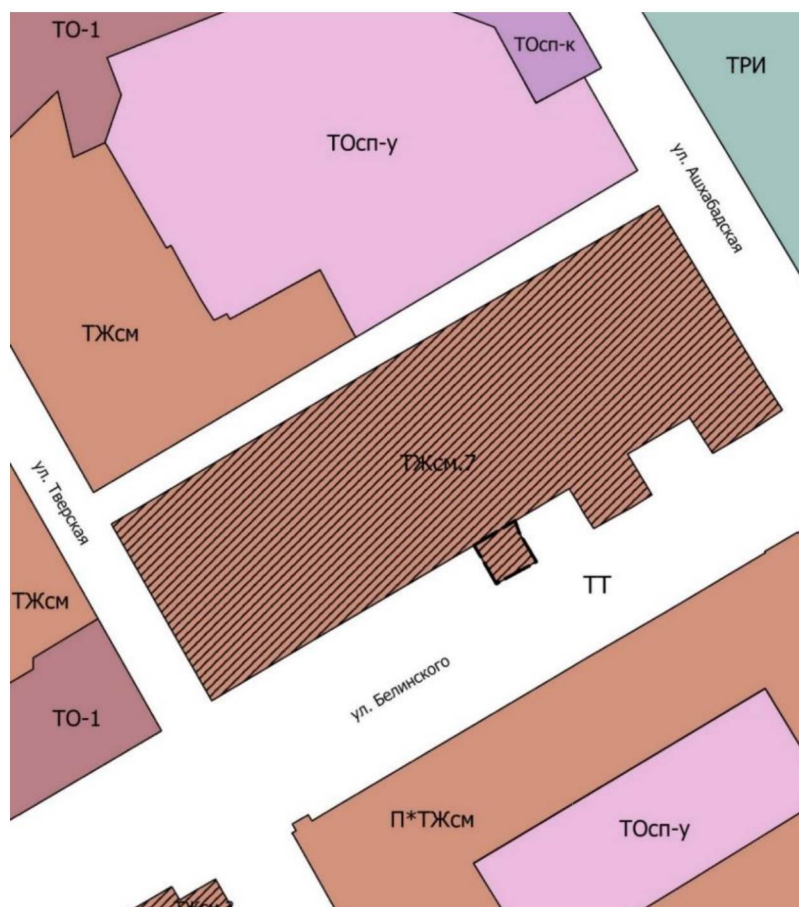 ТО-1
ТОсп-к
ТРИ
ТОсп-у
ул. Ашхабадская
ТЖсм
ТЖсм.7
ул. Тверская
ТТ
ТЖсм
ул. Белинского
ТО-1
П*ТЖсм
ТОсп-у